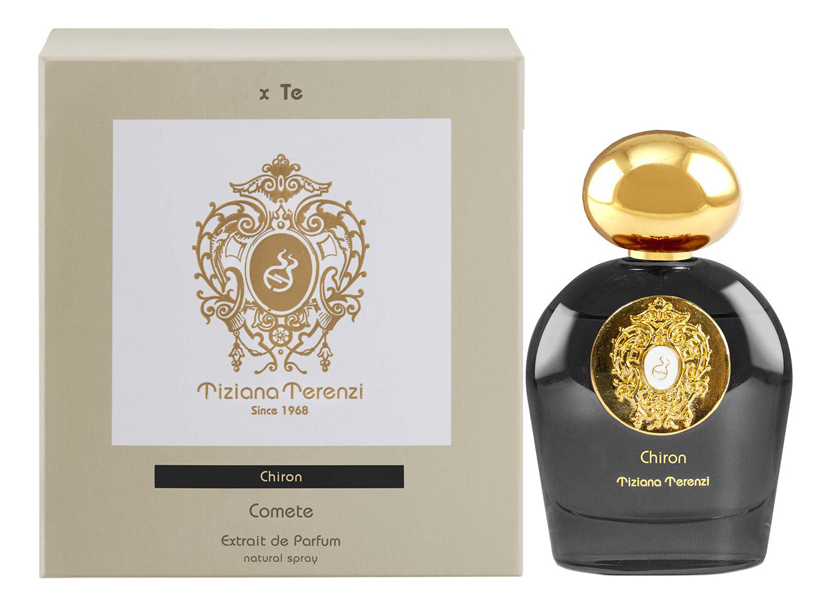 x Te
Tiziana Terenzi
Since 1968
Chiron
Comete
Extrait de Parfum
natural spray
Chiron
Tiziana Terenzi